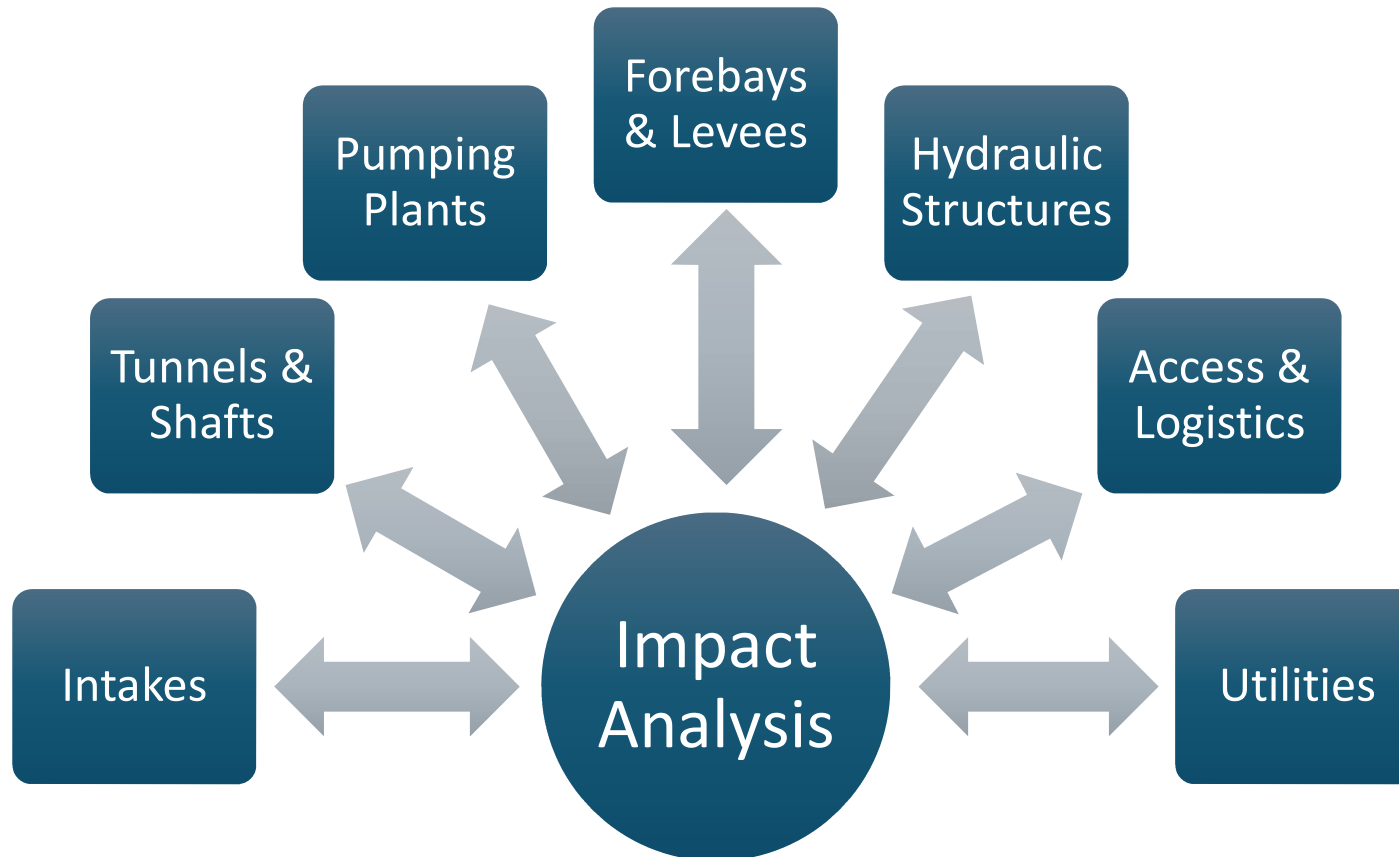 Forebays
& Levees
Pumping
Plants
Hydraulic
Structures
Tunnels &
Shafts
Access &
Logistics
Intakes
Impact
Analysis
Utilities